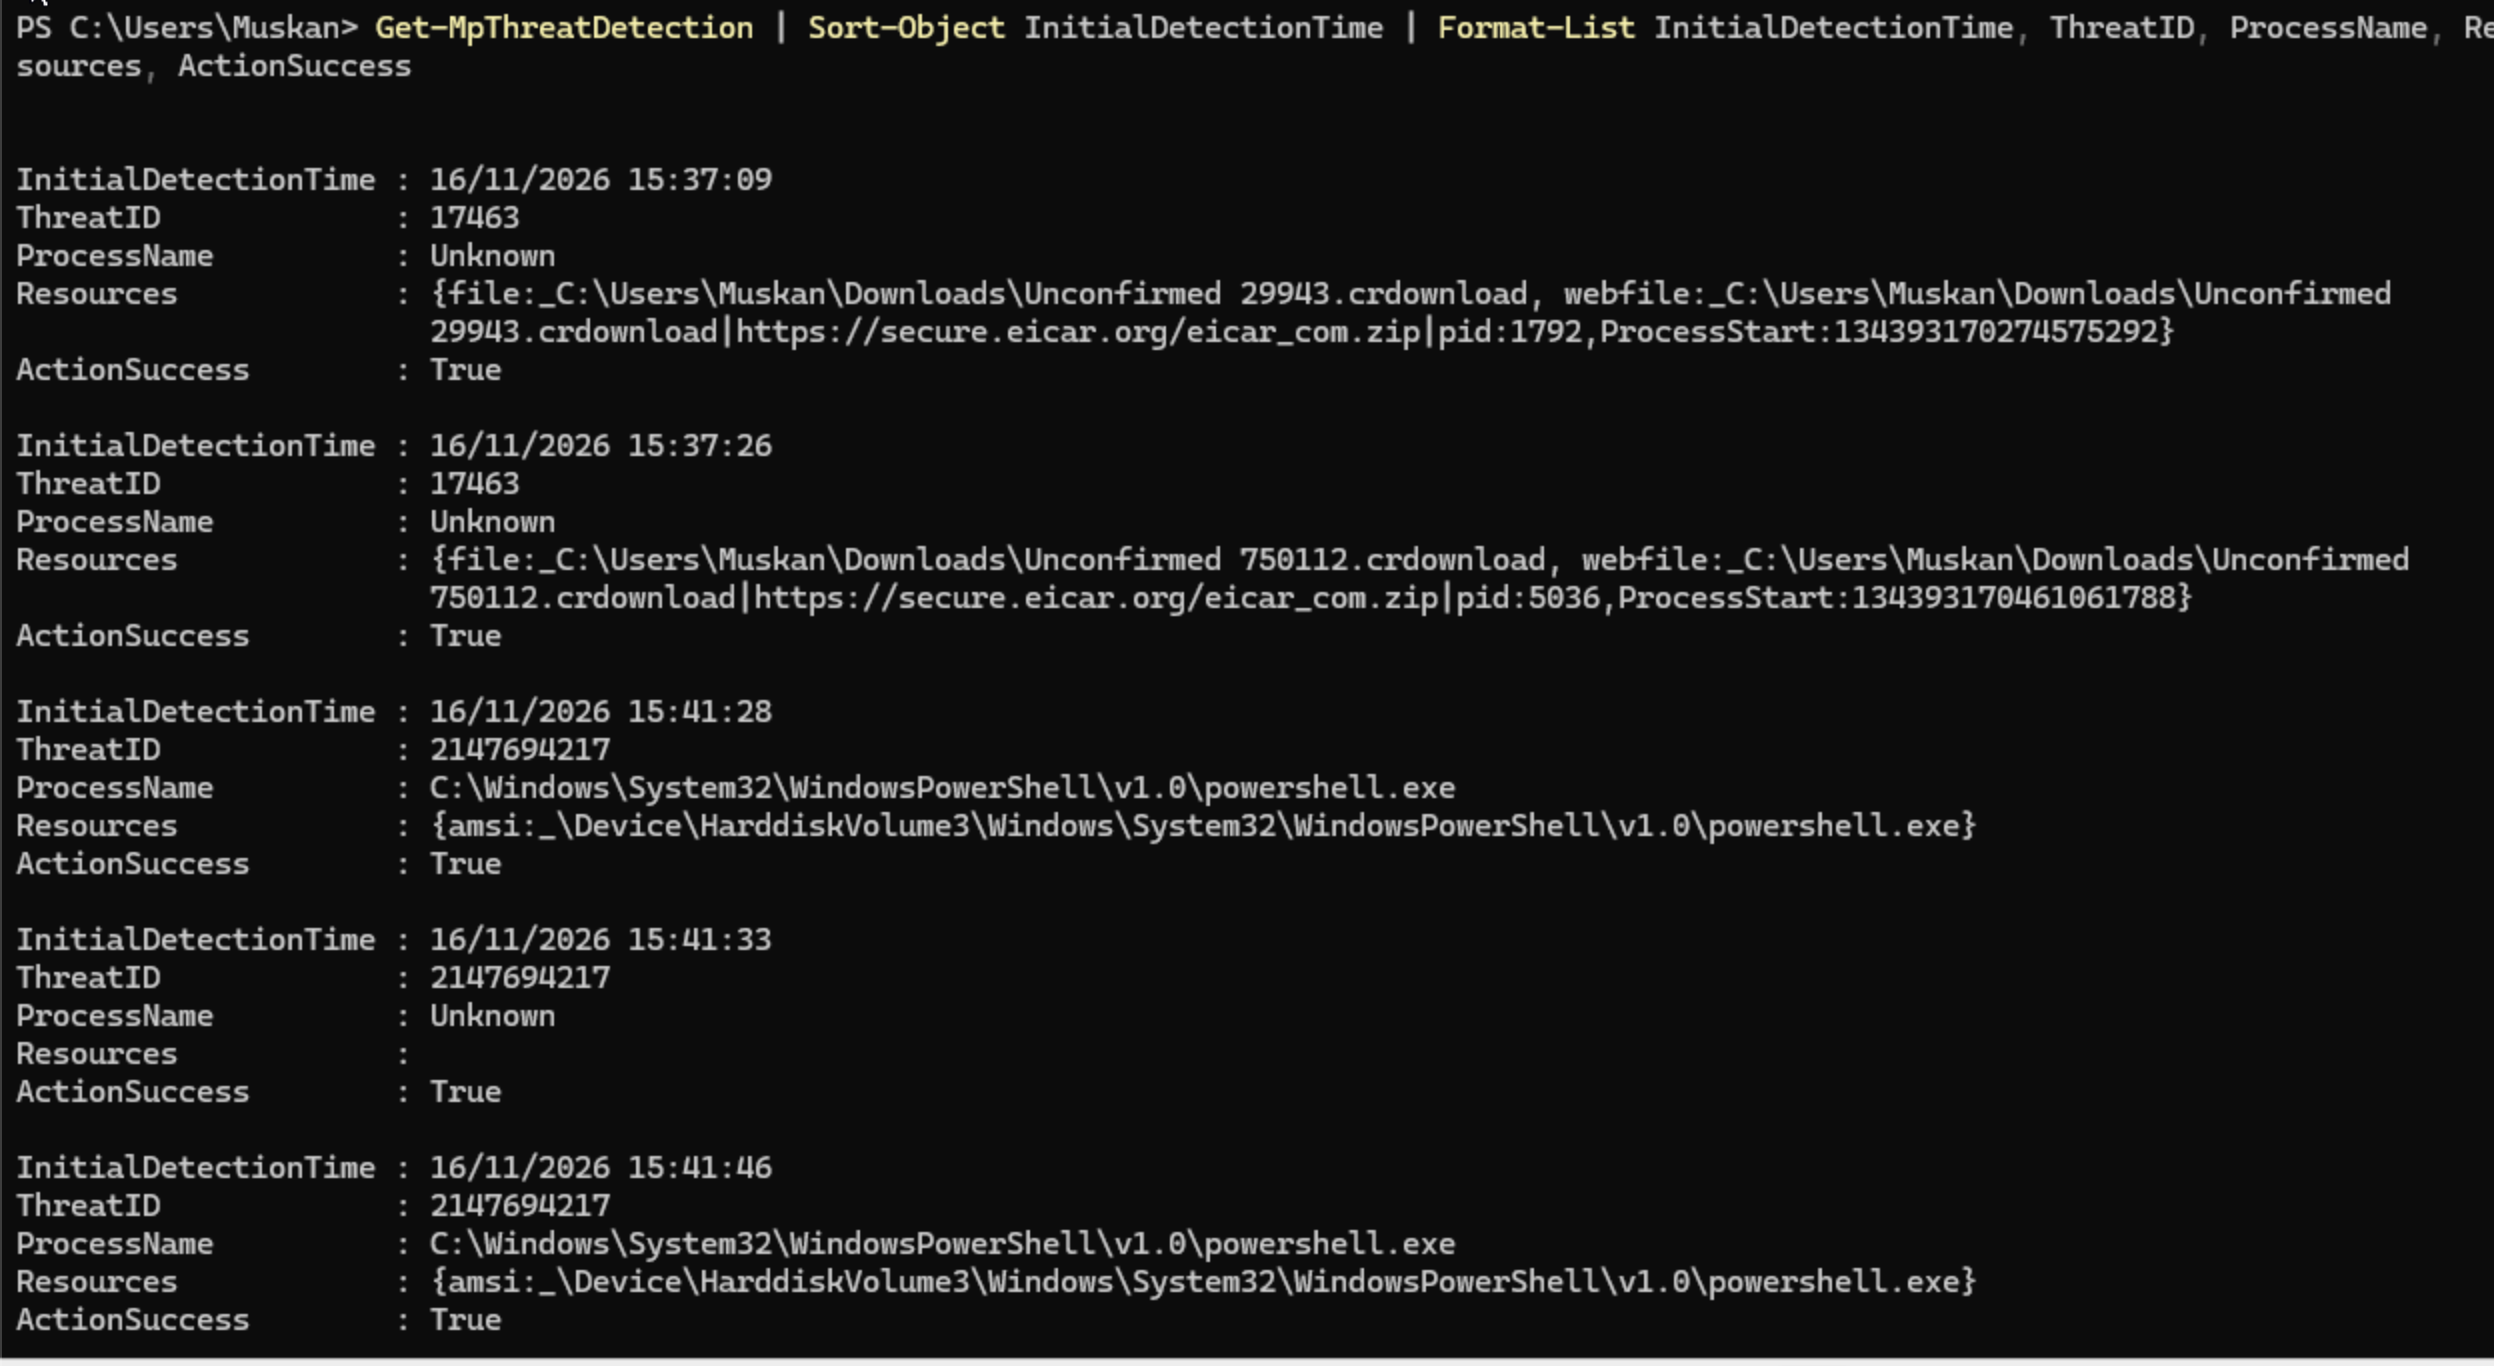 PS C:\Users\Muskan> Get-MpThreatDetection | Sort-Object InitialDetectionTime | Format-List InitialDetectionTime, ThreatID, ProcessName, Re
sources, ActionSuccess
InitialDetectionTime : 16/11/2026 15:37:09
ThreatID : 17463
ProcessName : Unknown
Resources : {file:_C:\Users\Muskan\Downloads\Unconfirmed 29943.crdownload, webfile:_C:\Users\Muskan\Downloads\Unconfirmed
29943.crdownload|https://secure.eicar.org/eicar_com.zip|pid:1792,ProcessStart:134393170274575292}
ActionSuccess : True
InitialDetectionTime : 16/11/2026 15:37:26
ThreatID : 17463
ProcessName : Unknown
Resources : {file:_C:\Users\Muskan\Downloads\Unconfirmed 750112.crdownload, webfile:_C:\Users\Muskan\Downloads\Unconfirmed
750112.crdownload|https://secure.eicar.org/eicar_com.zip|pid:5036,ProcessStart:134393170461061788}
ActionSuccess : True
InitialDetectionTime : 16/11/2026 15:41:28
ThreatID : 2147694217
ProcessName : C:\Windows\System32\WindowsPowerShell\v1.0\powershell.exe
Resources : {amsi:_\Device\HarddiskVolume3\Windows\System32\WindowsPowerShell\v1.0\powershell.exe}
ActionSuccess : True
InitialDetectionTime : 16/11/2026 15:41:33
ThreatID : 2147694217
ProcessName : Unknown
Resources :
ActionSuccess : True
InitialDetectionTime : 16/11/2026 15:41:46
ThreatID : 2147694217
ProcessName : C:\Windows\System32\WindowsPowerShell\v1.0\powershell.exe
Resources : {amsi:_\Device\HarddiskVolume3\Windows\System32\WindowsPowerShell\v1.0\powershell.exe}
ActionSuccess : True